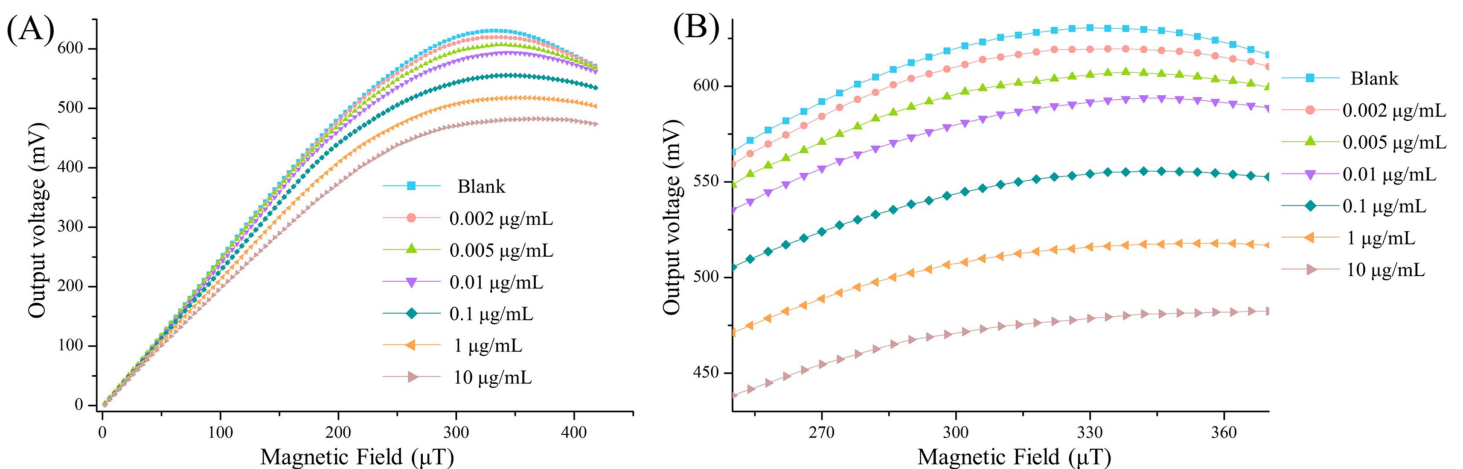 (A)
Output voltage (mV)
600
500
400
300
200
100
0
0 100 200 300 400
Magnetic Field (μT)
Blank
0.002 μg/mL
0.005 μg/mL
0.01 μg/mL
0.1 μg/mL
1 μg/mL
10 μg/mL
(B)
Output voltage (mV)
600
550
500
450
270 300 330 360
Magnetic Field (μT)
Blank
0.002 μg/mL
0.005 μg/mL
0.01 μg/mL
0.1 μg/mL
1 μg/mL
10 μg/mL